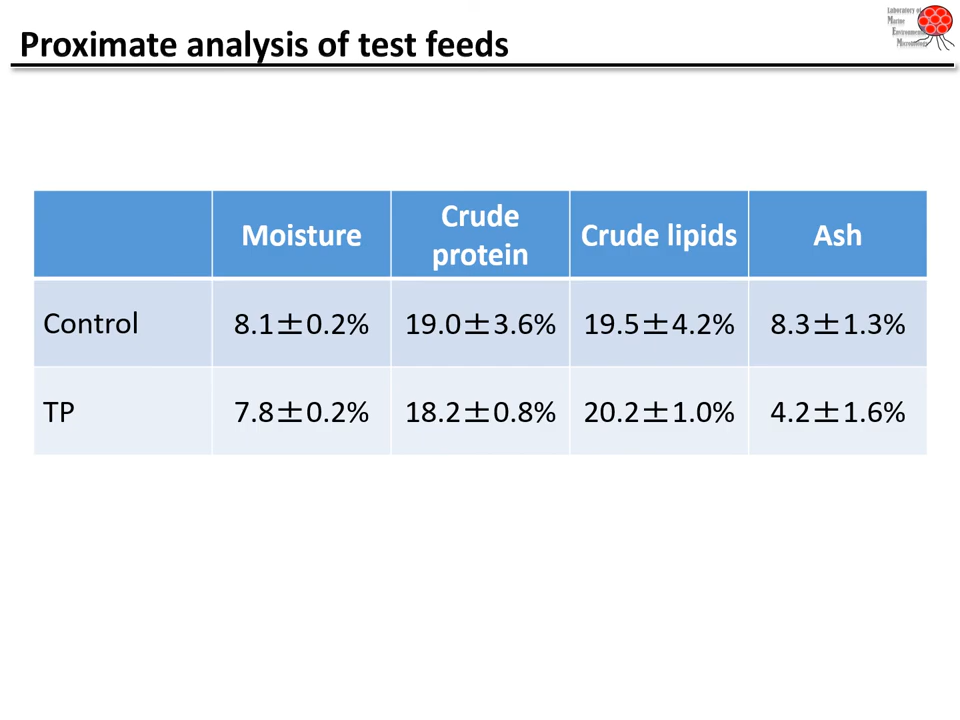 Proximate analysis of test feeds
Laboratory of
Marine
Environmental
Microbiology
Moisture
Crude
protein
Crude lipids
Ash
Control
8.1±0.2%
19.0±3.6%
19.5±4.2%
8.3±1.3%
TP
7.8±0.2%
18.2±0.8%
20.2±1.0%
4.2±1.6%